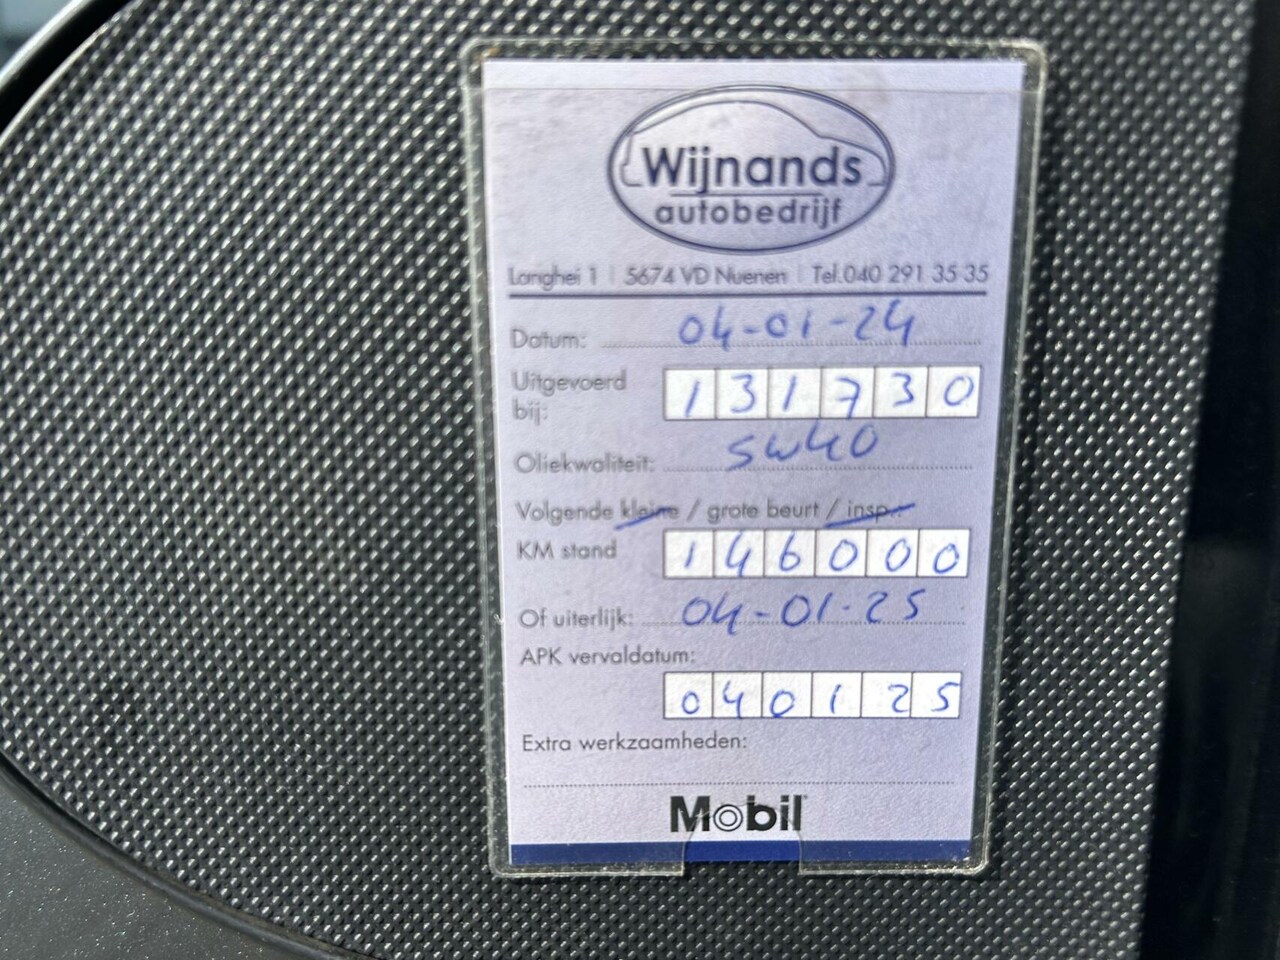 Wijnands
autobedrijf
Langhei 1 | 5674 VD Nuenen | Tel.040 291 35 35
Datum: 04-01-24
Uitgevoerd
bij: 131730
Oliekwaliteit: 5w40
Volgende kleine / grote beurt / insp.:
KM stand 146000
Of uiterlijk: 04-01-25
APK vervaldatum:
040125
Extra werkzaamheden:
Mobil